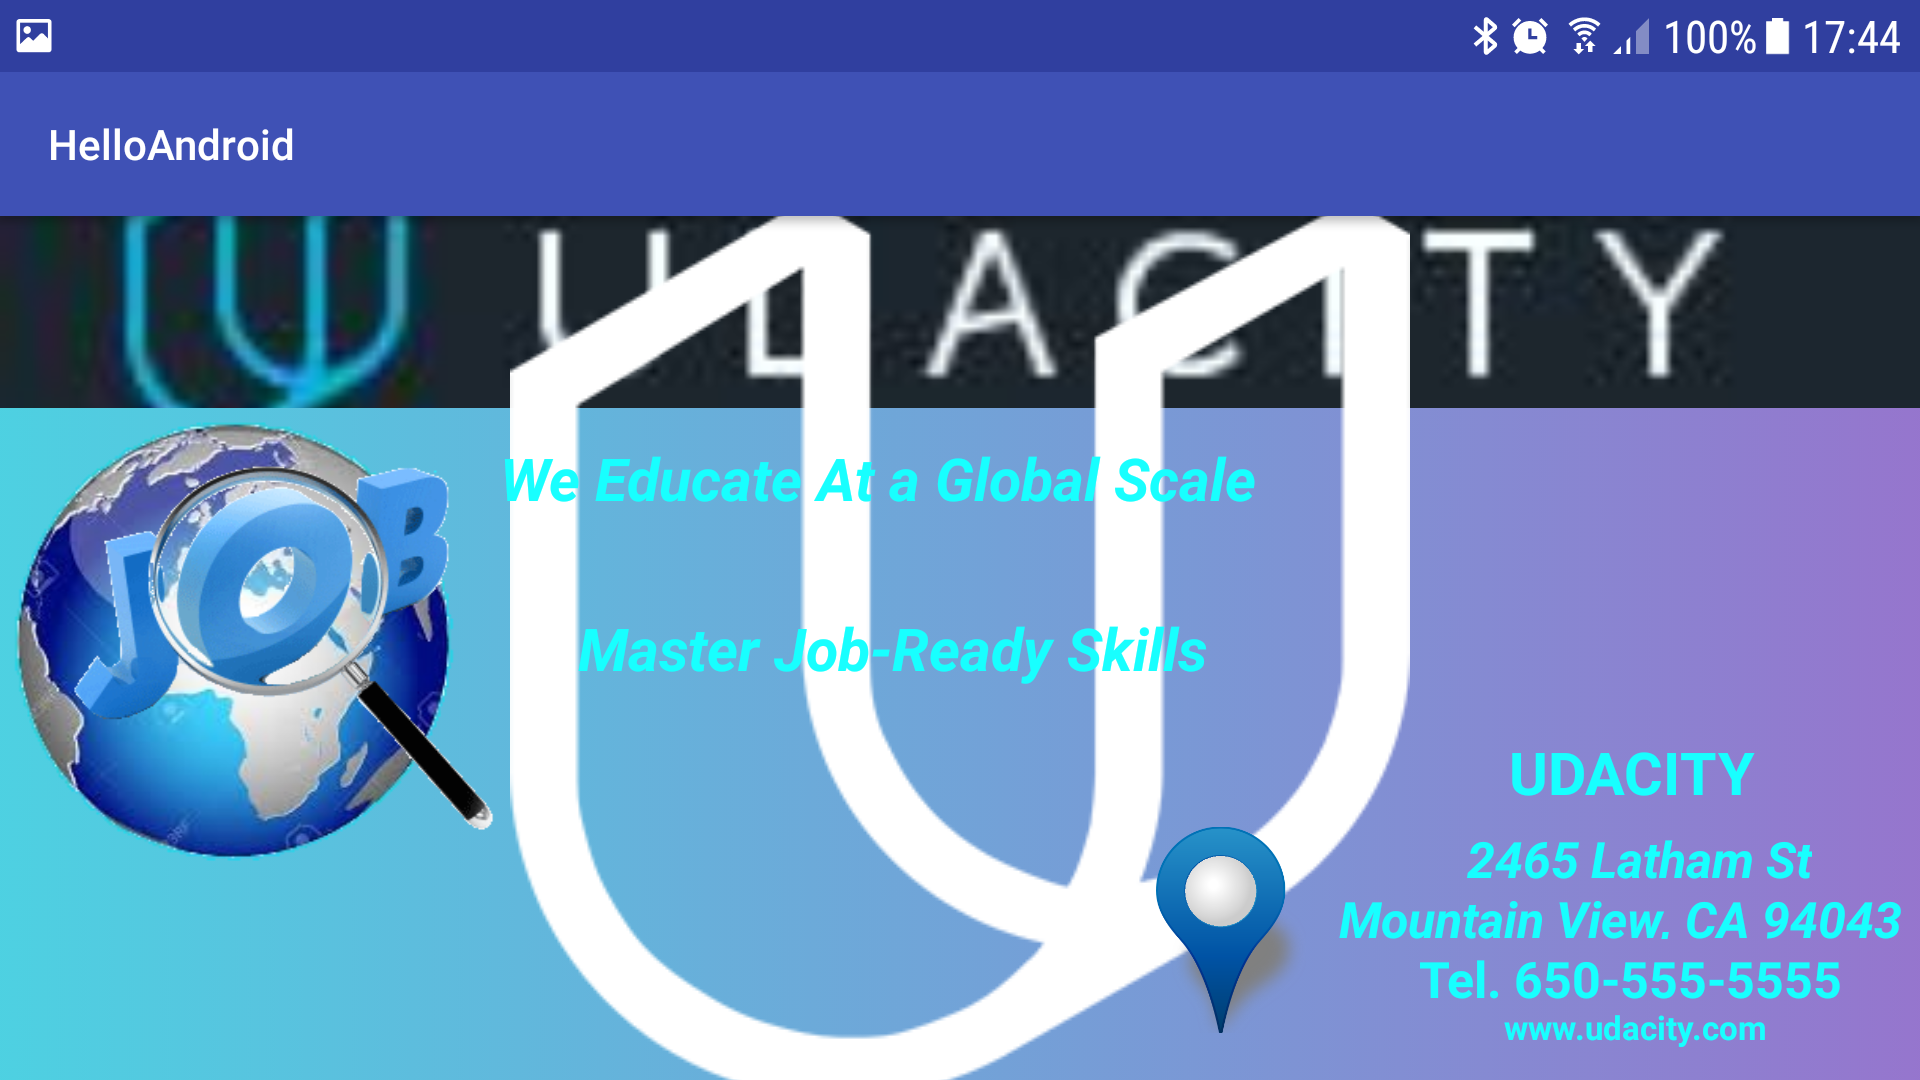 100% 17:44
HelloAndroid
UDACITY
JOB
We Educate At a Global Scale
Master Job-Ready Skills
UDACITY
2465 Latham St
Mountain View. CA 94043
Tel. 650-555-5555
www.udacity.com